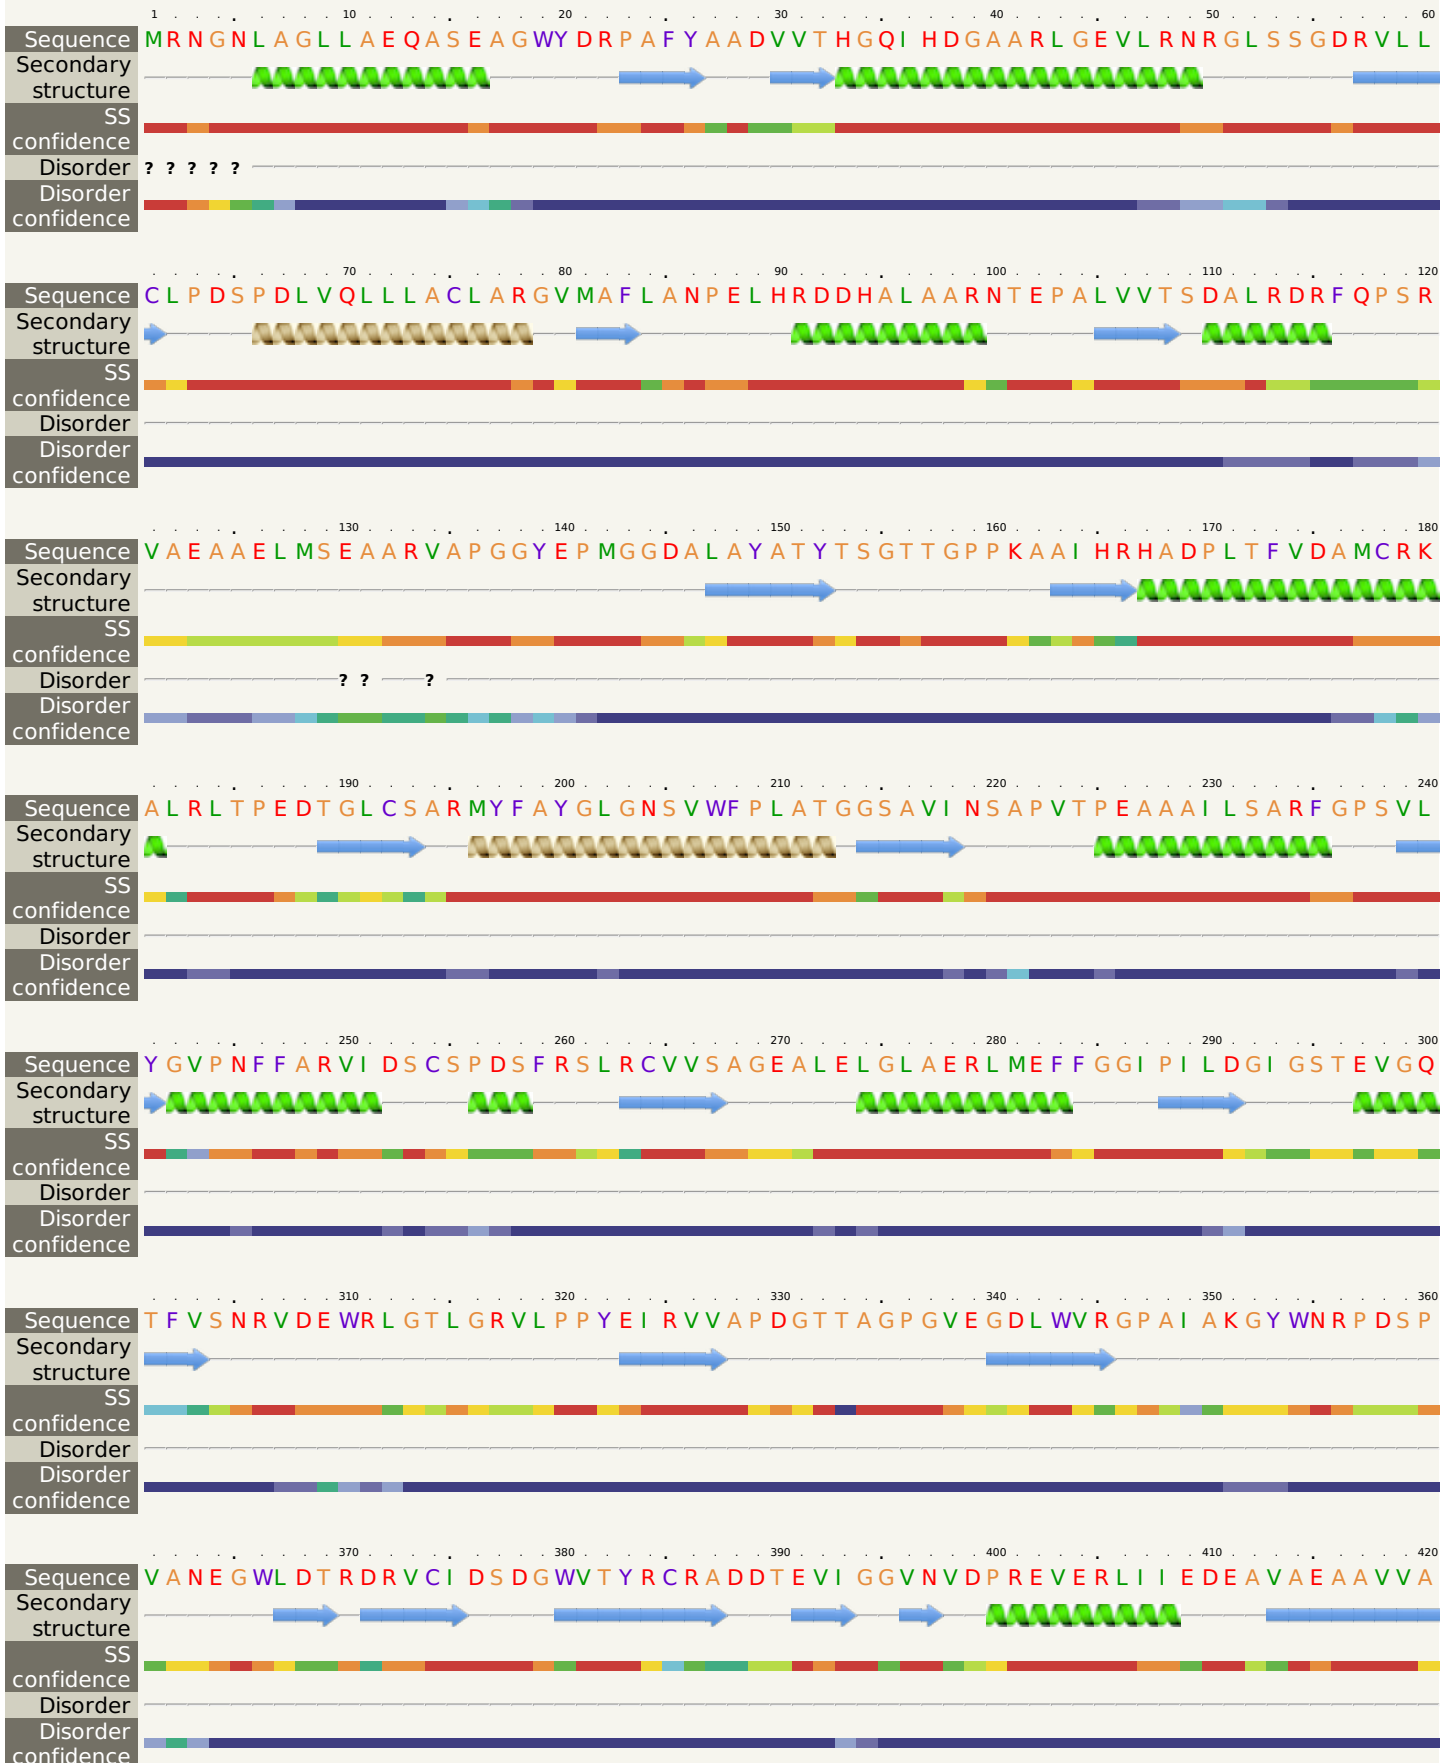 1 10 20 30 40 50 60
Sequence MRNGNLAGLLAEQASEAGWYDRPAFYAADVVTHGQIHDGAARLGEVLRNRGLSSGDRVLL
Secondary
structure
SS
confidence
Disorder ? ? ? ? ?
Disorder
confidence
70 80 90 100 110 120
Sequence CLPDSPDLVQLLLACLARGVMAFLANPELHRDDHALAARNTEPALVVTSDALRDRFQPSR
Secondary
structure
SS
confidence
Disorder
Disorder
confidence
130 140 150 160 170 180
Sequence VAEAAELMSEAARVAPGGYEPMGGDALAYATYTSGTTGPPKAAIHRHADPLTFVDAMCRK
Secondary
structure
SS
confidence
Disorder ? ? ?
Disorder
confidence
190 200 210 220 230 240
Sequence ALRLTPEDTGLCSARMYFAYGLGNSVWFPLATGGSAVINSAPVTPEAAAILSARFGPSVL
Secondary
structure
SS
confidence
Disorder
Disorder
confidence
250 260 270 280 290 300
Sequence YGVPNFFARVIDSCSPDSFRSLRCVVSAGEALELGLAERLMEFFGGIPILDGIGSTEVGQ
Secondary
structure
SS
confidence
Disorder
Disorder
confidence
310 320 330 340 350 360
Sequence TFVSNRVDEWRLGTLGRVLPPYEIRVVAPDGTTAGPGVEGDLWVRGPAIAKGYWNRPDSP
Secondary
structure
SS
confidence
Disorder
Disorder
confidence
370 380 390 400 410 420
Sequence VANEGWLDTRDRVCIDSDGWVTYRCRADDTEVIGGVNVDPREVERLIIEDEAVAEAAVVA
Secondary
structure
SS
confidence
Disorder
Disorder
confidence